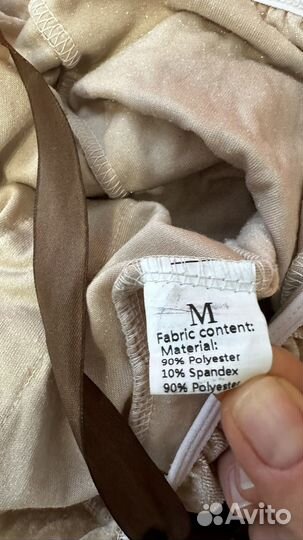 M
Fabric content:
Material:
90% Polyester
10% Spandex
90% Polyester
Avito